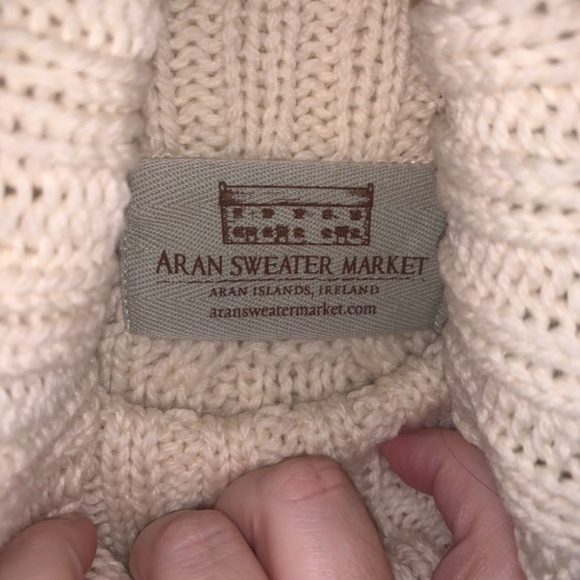 ARAN SWEATER MARKET
ARAN ISLANDS, IRELAND
aransweatermarket.com